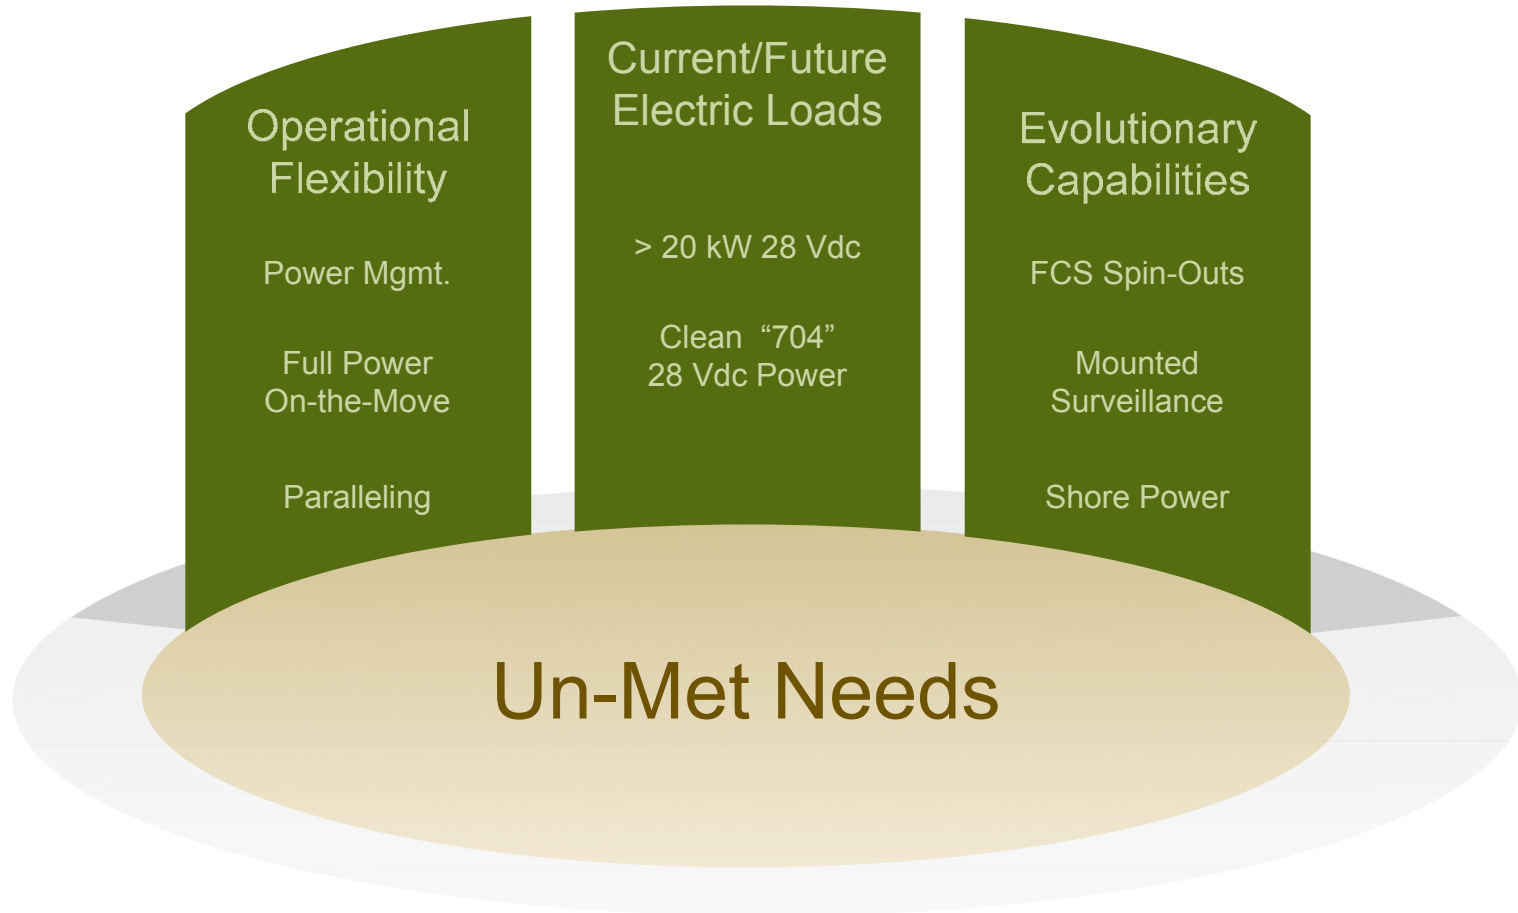 Operational
Flexibility
Power Mgmt.
Full Power
On-the-Move
Paralleling
Current/Future
Electric Loads
> 20 kW 28 Vdc
Clean “704”
28 Vdc Power
Evolutionary
Capabilities
FCS Spin-Outs
Mounted
Surveillance
Shore Power
Un-Met Needs